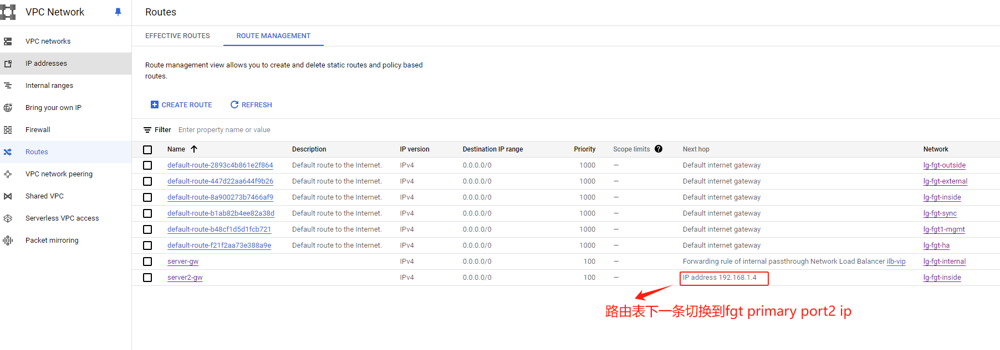 VPC Network
Routes
VPC networks
IP addresses
Internal ranges
Bring your own IP
Firewall
Routes
VPC network peering
Shared VPC
Serverless VPC access
Packet mirroring
EFFECTIVE ROUTES ROUTE MANAGEMENT
Route management view allows you to create and delete static routes and policy based
routes.
CREATE ROUTE REFRESH
Filter Enter property name or value
Name Description IP version Destination IP range Priority Scope limits Next hop Network
default-route-2893c4b861e2f864 Default route to the Internet. IPv4 0.0.0.0/0 1000 — Default internet gateway lg-fgt-outside
default-route-447d22aa644f9b26 Default route to the Internet. IPv4 0.0.0.0/0 1000 — Default internet gateway lg-fgt-external
default-route-8a900273b7466af9 Default route to the Internet. IPv4 0.0.0.0/0 1000 — Default internet gateway lg-fgt-inside
default-route-b1ab82b4ee82a38d Default route to the Internet. IPv4 0.0.0.0/0 1000 — Default internet gateway lg-fgt-sync
default-route-b48cf1d5d1fcb721 Default route to the Internet. IPv4 0.0.0.0/0 1000 — Default internet gateway lg-fgt1-mgmt
default-route-f21f2aa73e388a9e Default route to the Internet. IPv4 0.0.0.0/0 1000 — Default internet gateway lg-fgt-ha
server-gw IPv4 0.0.0.0/0 100 — Forwarding rule of internal passthrough Network Load Balancer ilb-vip lg-fgt-internal
server2-gw IPv4 0.0.0.0/0 100 — IP address 192.168.1.4 lg-fgt-inside
路由表下一条切换到fgt primary port2 ip